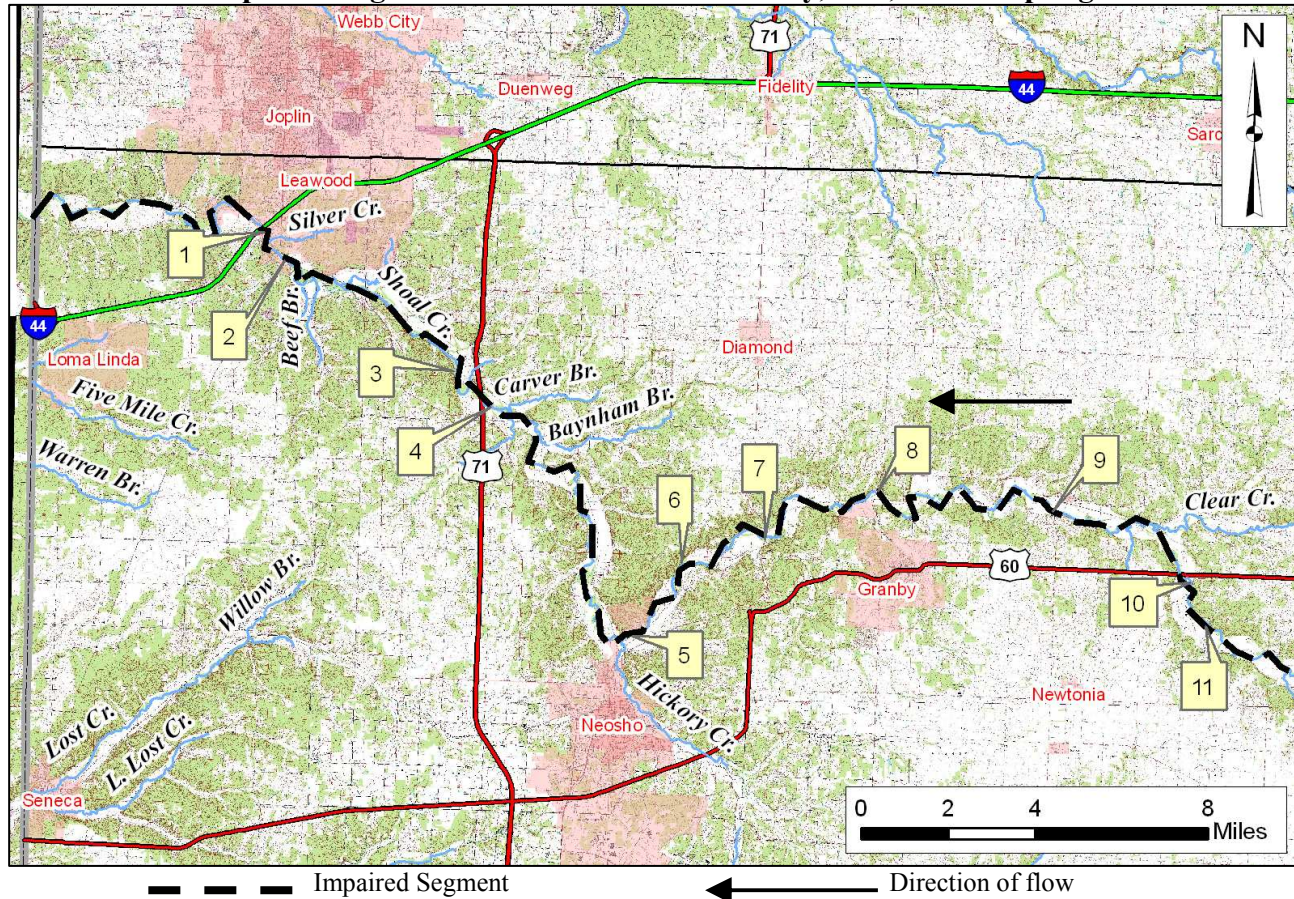 Webb City
71
N
Duenweg
Fidelity
44
Joplin
Sarc
Leawood
Silver Cr.
1
Shoal Cr.
2
Beef Br.
44
Loma Linda
Diamond
3
Carver Br.
Five Mile Cr.
Baynham Br.
4
Warren Br.
71
7
8
9
6
Clear Cr.
60
Granby
Willow Br.
10
5
11
Hickory Cr.
Newtonia
Neosho
Lost Cr.
L. Lost Cr.
Seneca
0 2 4 8
Miles
Impaired Segment Direction of flow